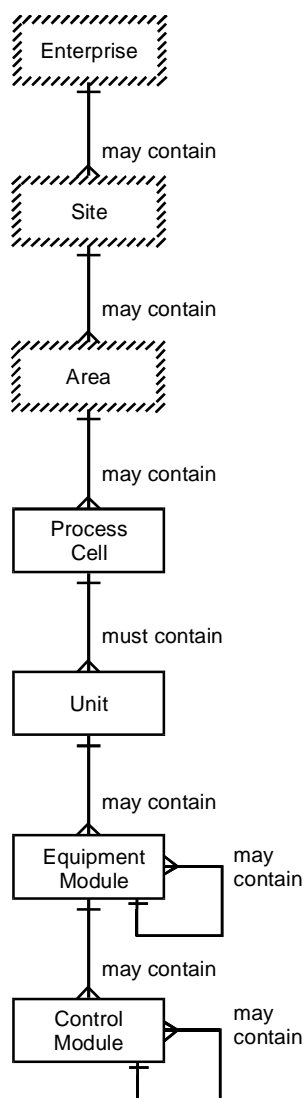 Enterprise
may contain
Site
may contain
Area
may contain
Process
Cell
must contain
Unit
may contain
Equipment
Module
may
contain
may contain
Control
Module
may
contain